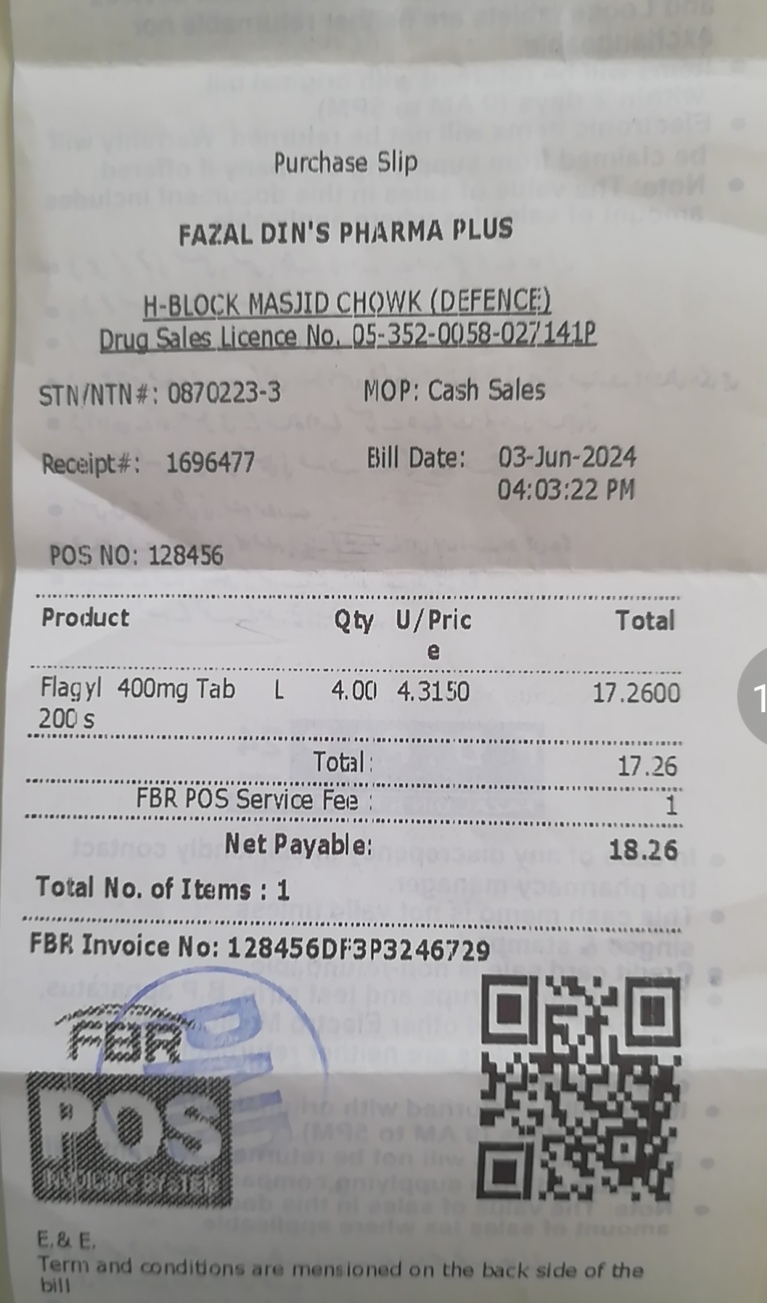 Purchase Slip
FAZAL DIN'S PHARMA PLUS
H-BLOCK MASJID CHOWK (DEFENCE)
Drug Sales Licence No. 05-352-0058-027141P
STN/NTN#: 0870223-3 MOP: Cash Sales
Receipt#: 1696477 Bill Date: 03-Jun-2024
04:03:22 PM
POS NO: 128456
Product Qty U/Pric Total
e
Flagyl 400mg Tab L 4.00 4.3150 17.2600
200 s
Total: 17.26
FBR POS Service Fee : 1
Net Payable: 18.26
Total No. of Items : 1
FBR Invoice No: 128456DF3P3246729
FBR
POS
INVOICING SYSTEM
E.& E.
Term and conditions are mensioned on the back side of the
bill
1